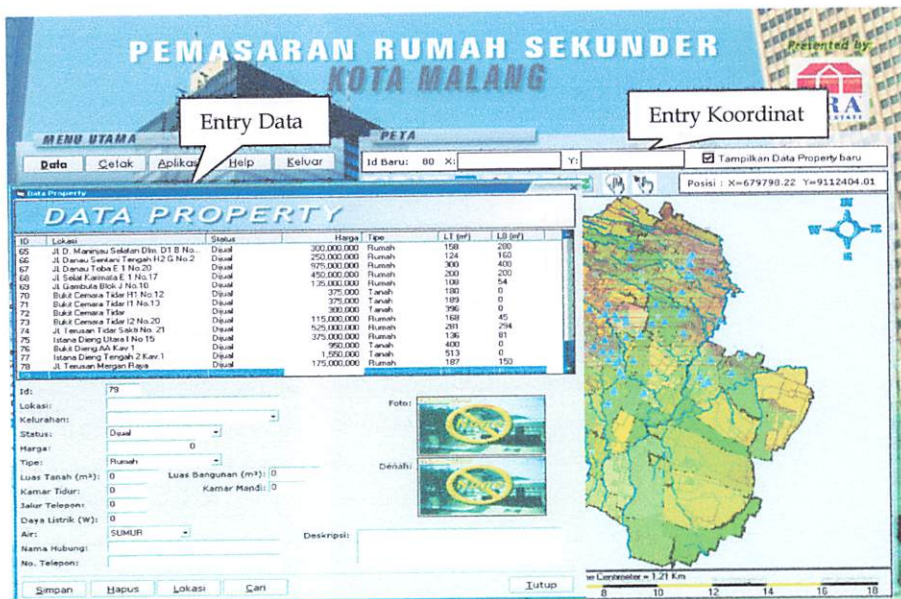 PEMASARAN RUMAH SEKUNDER
KOTA MALANG
Presented by:
Entry Data
Entry Koordinat
MENU UTAMA
PETA
Data Cetak Aplikasi Help Keluar
Id Baru: 80 X: Y: Tampilkan Data Property baru
Posisi : X=679798.22 Y=9112404.01
Data Property
DATA PROPERTY
ID Lokasi Status Harga Tipe LT (m²) LB (m²)
65 Jl. D. Maninjau Selatan Dlm. D1 B No... Dijual 300,000,000 Rumah 158 280
66 Jl. Danau Sentani Tengah H2 G No.2 Dijual 250,000,000 Rumah 124 160
67 Jl. Danau Toba E 1 No.20 Dijual 975,000,000 Rumah 300 400
68 Jl. Selat Karimata E 1 No.17 Dijual 450,000,000 Rumah 200 200
69 Jl. Gambuta Blok J No.10 Dijual 135,000,000 Rumah 108 54
70 Bukit Cemara Tidar H1 No.12 Dijual 375,000 Tanah 180 0
71 Bukit Cemara Tidar I1 No.13 Dijual 375,000 Tanah 189 0
72 Bukit Cemara Tidar Dijual 300,000 Tanah 396 0
73 Bukit Cemara Tidar I2 No.20 Dijual 115,000,000 Rumah 168 45
74 Jl. Terusan Tidar Sakti No. 21 Dijual 525,000,000 Rumah 281 294
75 Istana Dieng Utara I No 15 Dijual 375,000,000 Rumah 136 81
76 Bukit Dieng AA Kav 1 Dijual 950,000 Tanah 400 0
77 Istana Dieng Tengah 2 Kav.1 Dijual 1,550,000 Tanah 513 0
78 Jl. Terusan Mergan Raya Dijual 175,000,000 Rumah 187 150
Id: 79
Lokasi:
Kelurahan:
Status: Dijual
Harga: 0
Tipe: Rumah
Luas Tanah (m²): 0 Luas Bangunan (m²): 0
Kamar Tidur: 0 Kamar Mandi: 0
Jalur Telepon: 0
Daya Listrik (W): 0
Air: SUMUR
Nama Hubung:
No. Telepon:
Foto:
Denah:
Deskripsi:
Simpan Hapus Lokasi Cari Tutup
N
W E
S
Centimeter = 1.21 Km
8 10 12 14 16 18